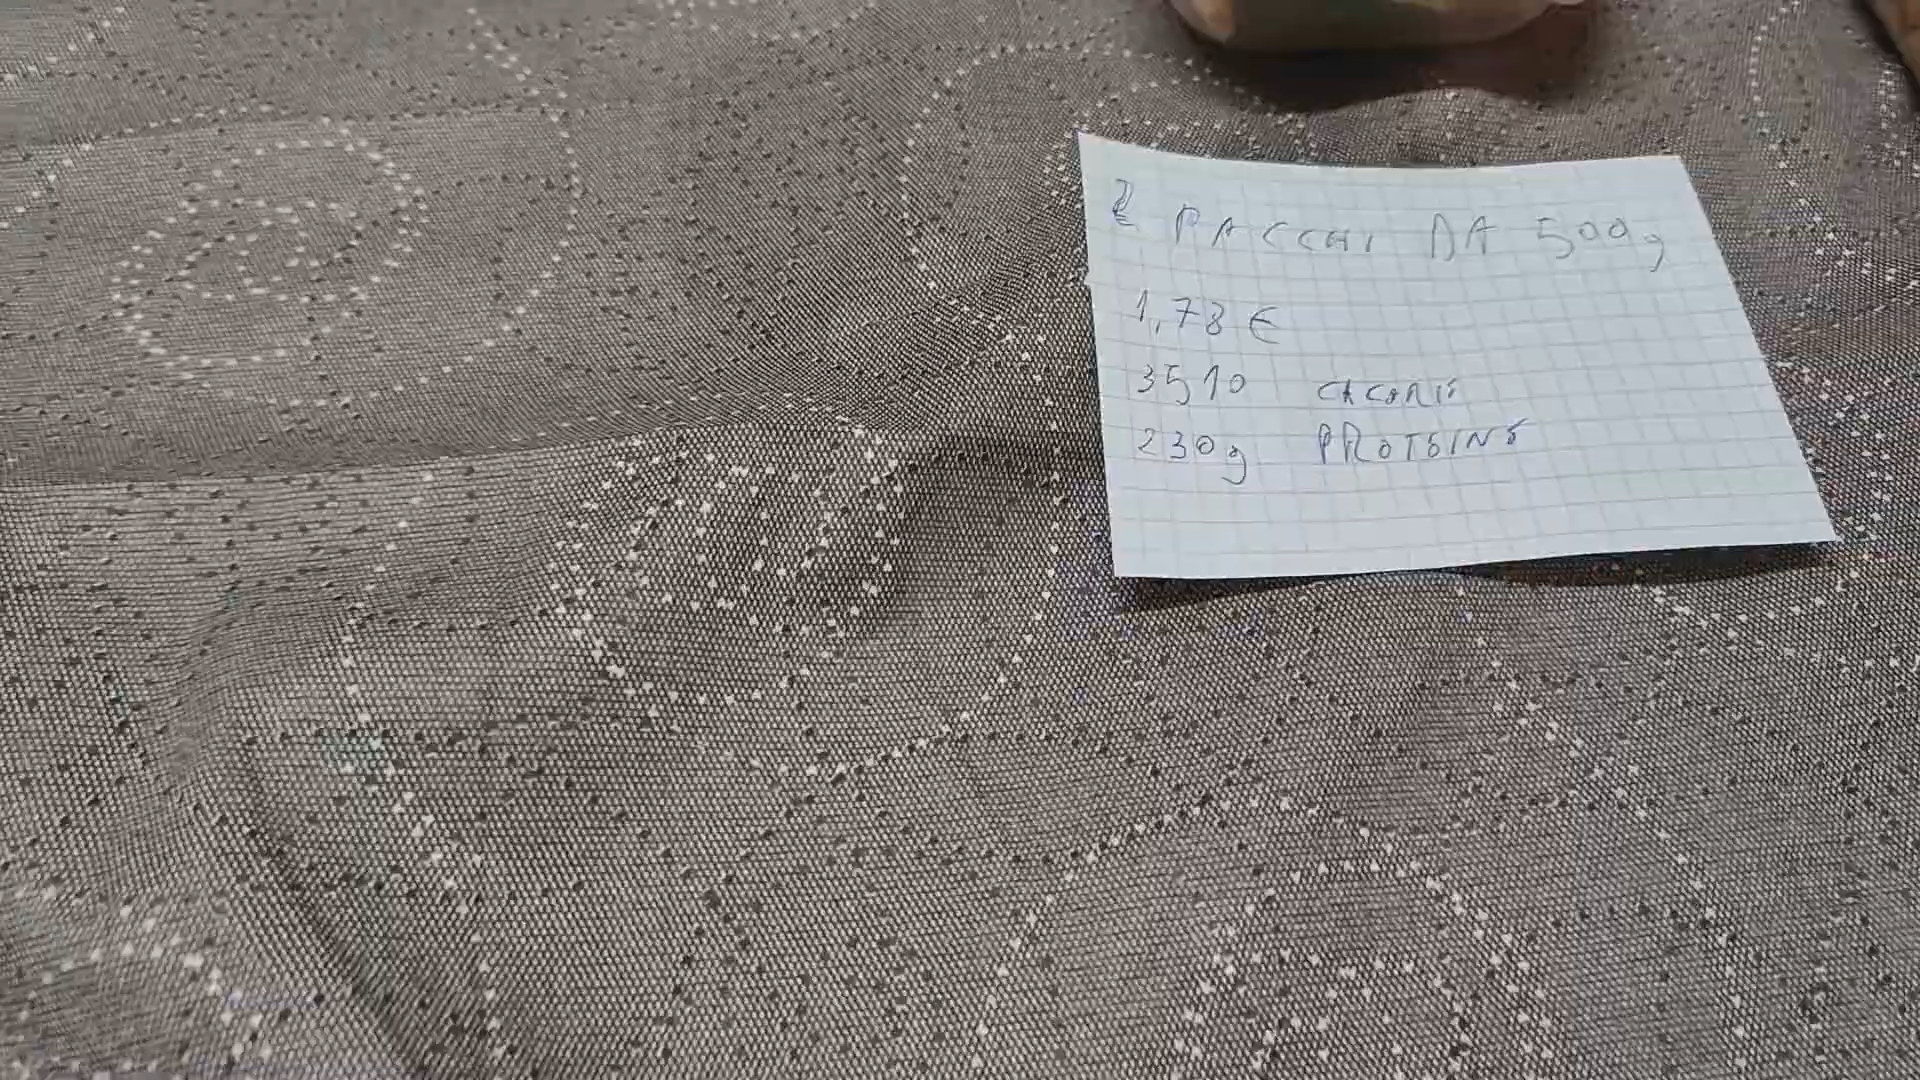 2 PACCHI DA 500g
1,78 €
3510 CALORIE
230g PROTEINE